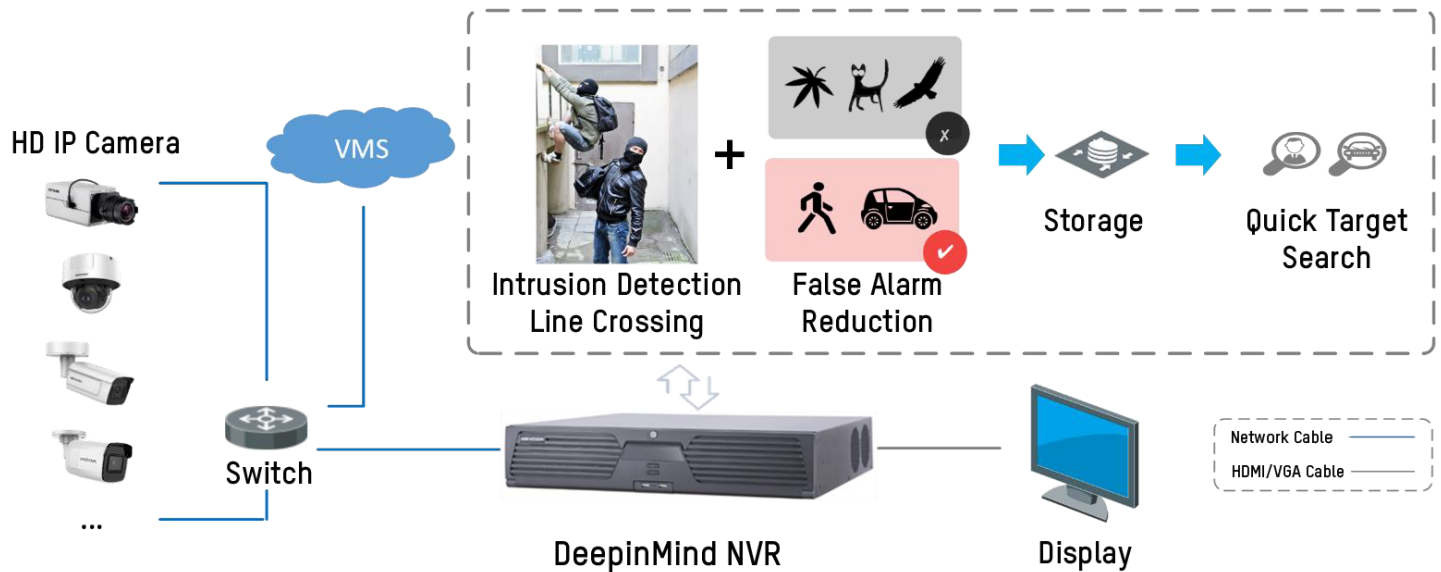 HD IP Camera
VMS
x
Intrusion Detection
Line Crossing
+
False Alarm
Reduction
Storage
Quick Target
Search
Switch
...
HIKVISION
DeepinMind NVR
Display
Network Cable
HDMI/VGA Cable